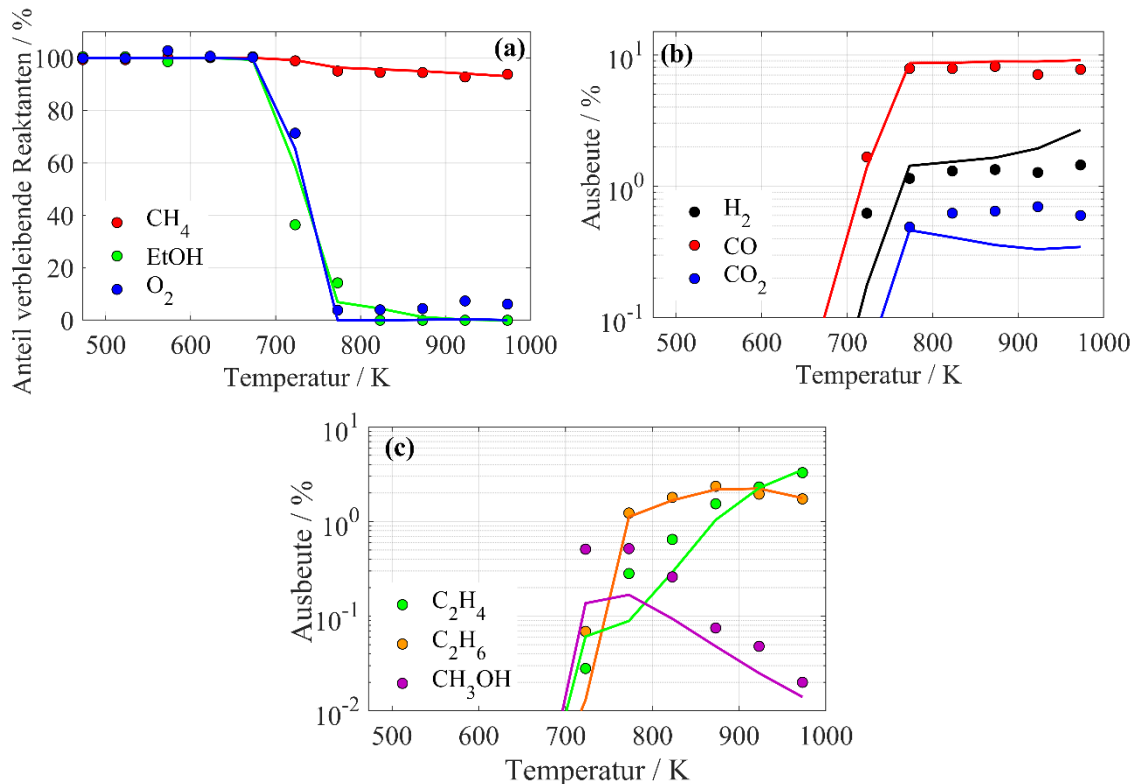 (a)
Anteil verbleibende Reaktanten / %
100
80
60
40
20
0
CH4
EtOH
O2
500 600 700 800 900 1000
Temperatur / K
(b)
Ausbeute / %
10^1
10^0
10^-1
H2
CO
CO2
500 600 700 800 900 1000
Temperatur / K
(c)
Ausbeute / %
10^1
10^0
10^-1
10^-2
C2H4
C2H6
CH3OH
500 600 700 800 900 1000
Temperatur / K